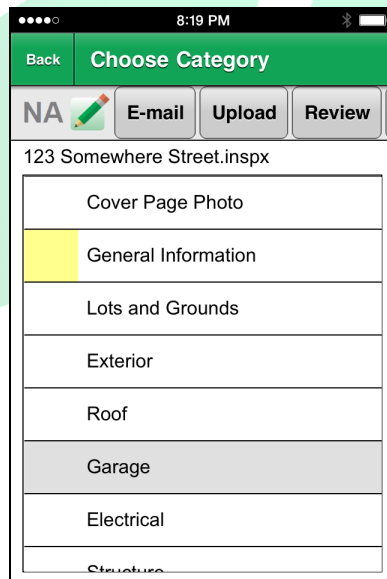 8:19 PM
Back Choose Category
NA E-mail Upload Review
123 Somewhere Street.inspx
Cover Page Photo
General Information
Lots and Grounds
Exterior
Roof
Garage
Electrical
Structure